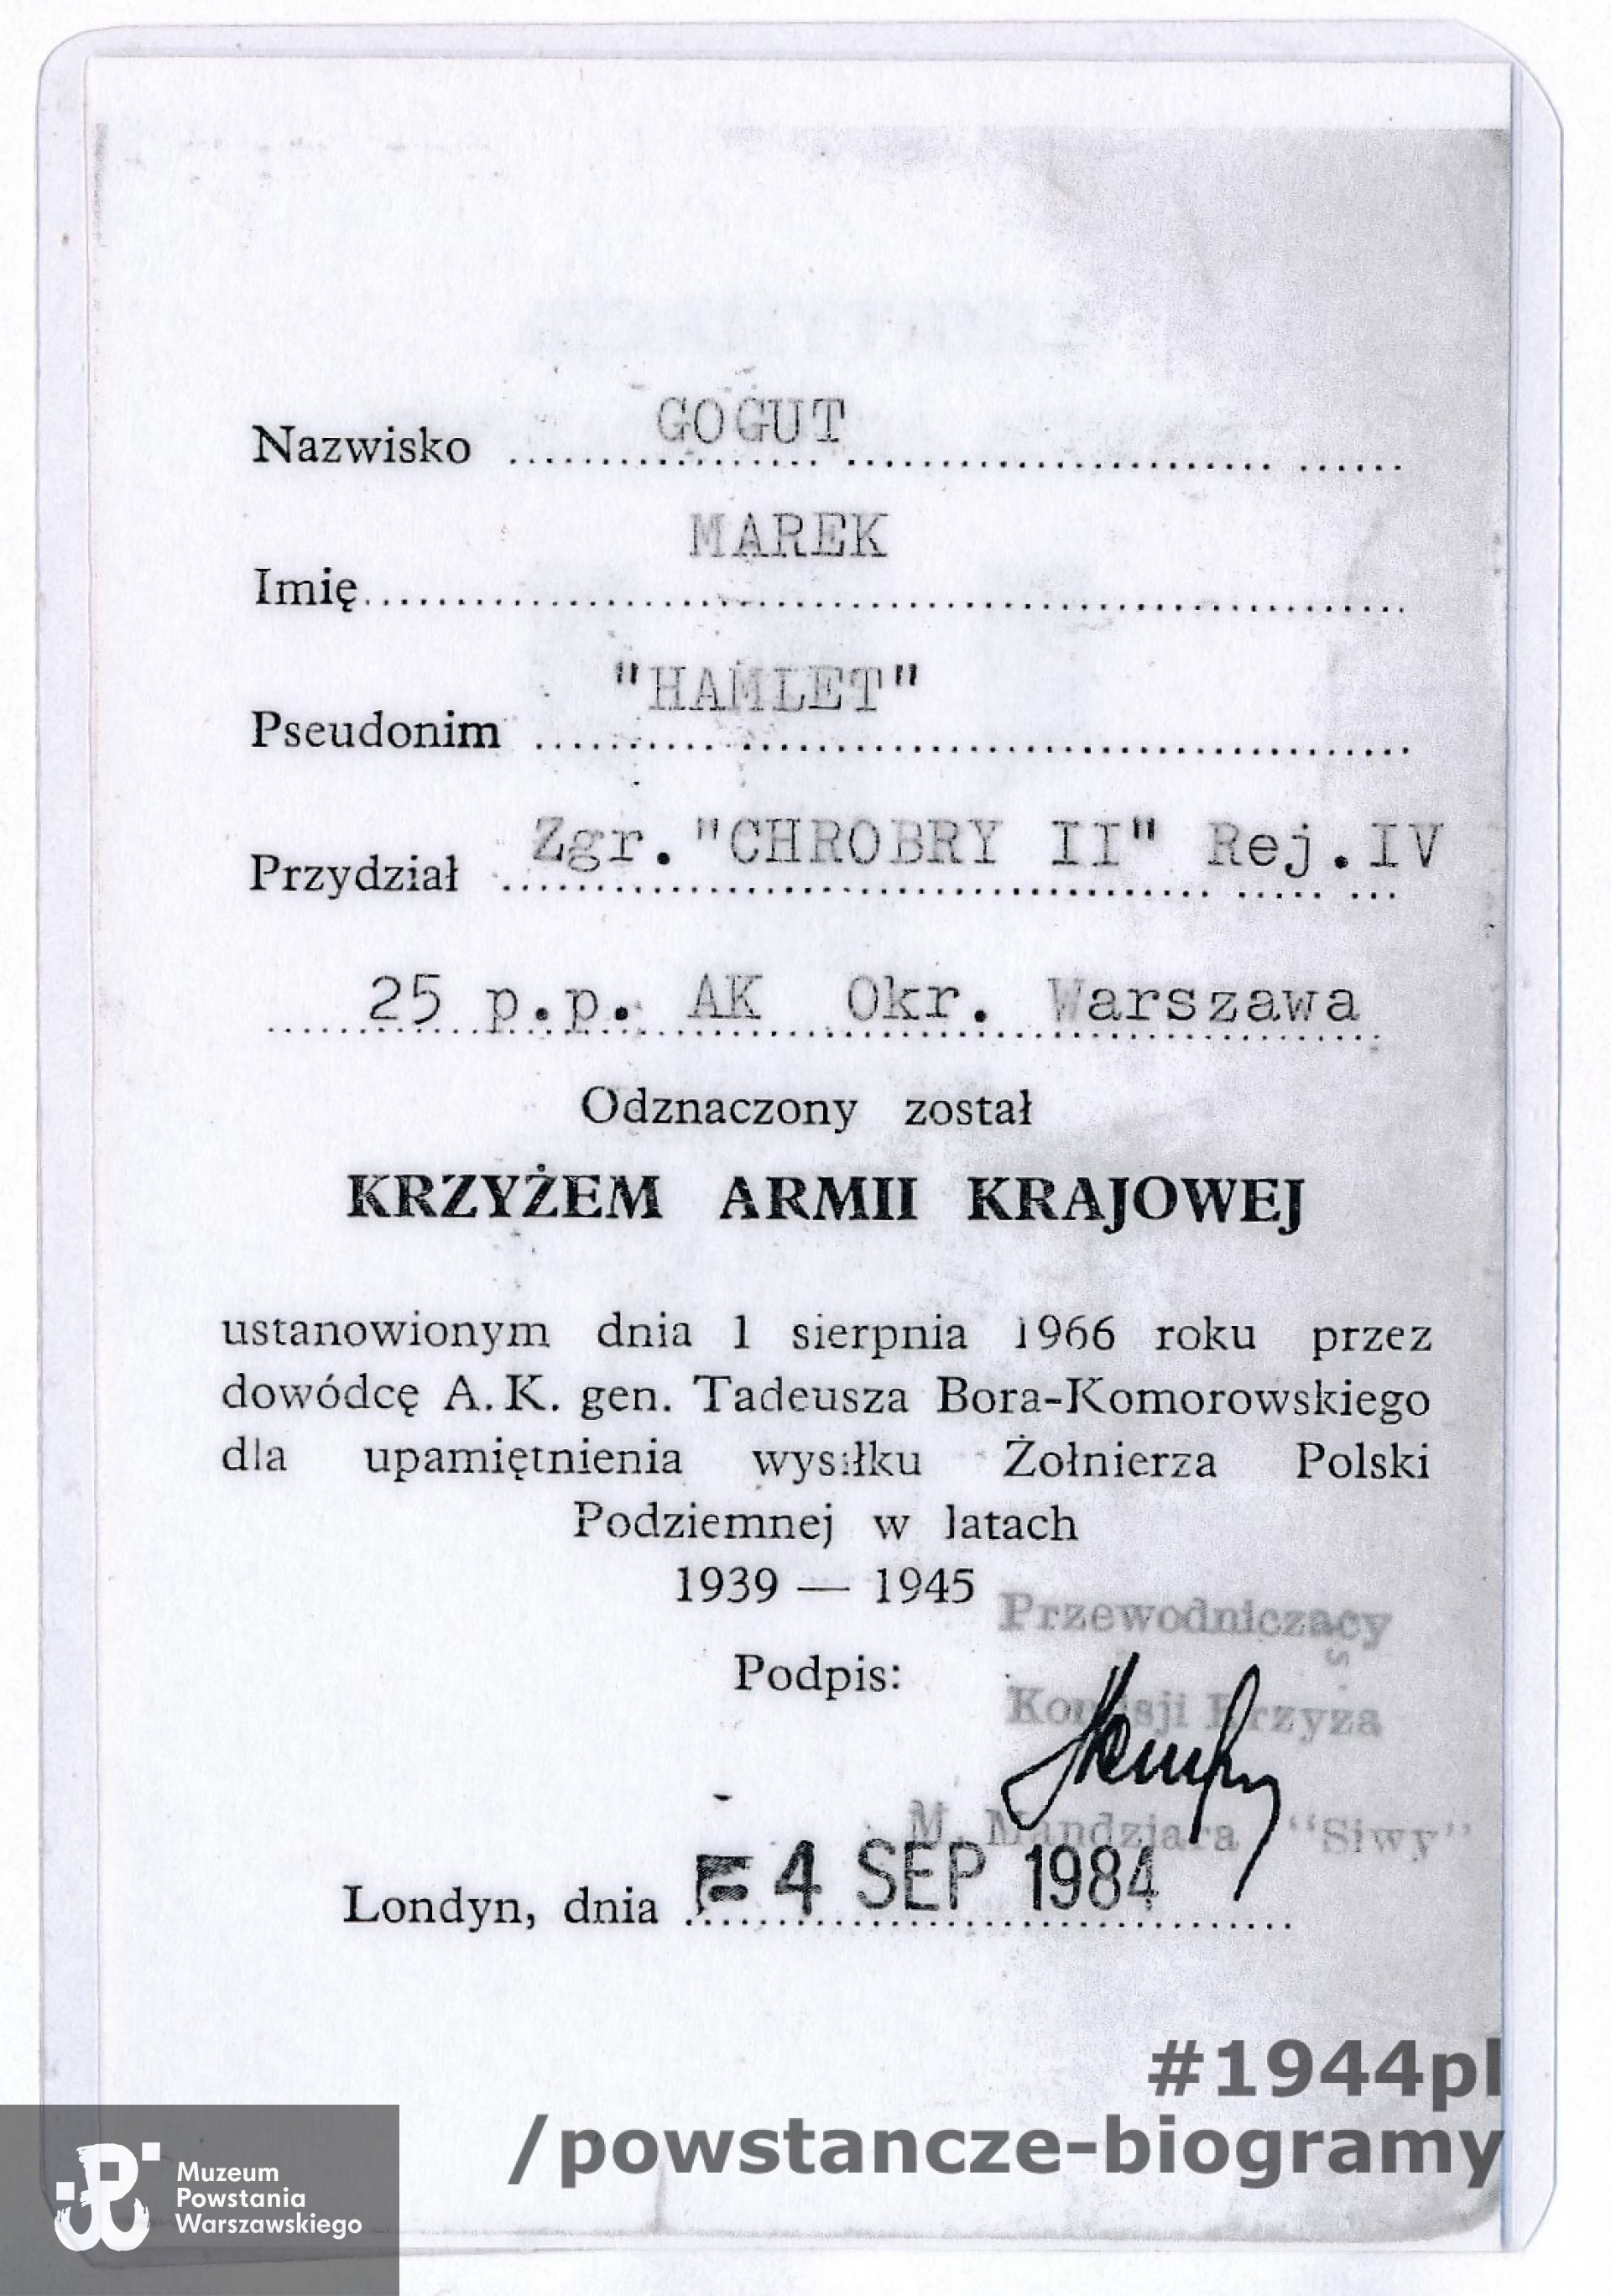 Nazwisko GOGUT
Imię MAREK
Pseudonim "HAMLET"
Przydział Zgr."CHROBRY II" Rej.IV
25 p.p. AK Okr. Warszawa
Odznaczony został
KRZYŻEM ARMII KRAJOWEJ
ustanowionym dnia 1 sierpnia 1966 roku przez
dowódcę A.K. gen. Tadeusza Bora-Komorowskiego
dla upamiętnienia wysiłku Żołnierza Polski
Podziemnej w latach
1939 — 1945
Przewodniczący
Podpis:
Komisji Krzyza
M. Mandziara "Siwy"
Londyn, dnia 4 SEP 1984
#1944pl
/powstancze-biogramy
Muzeum
Powstania
Warszawskiego